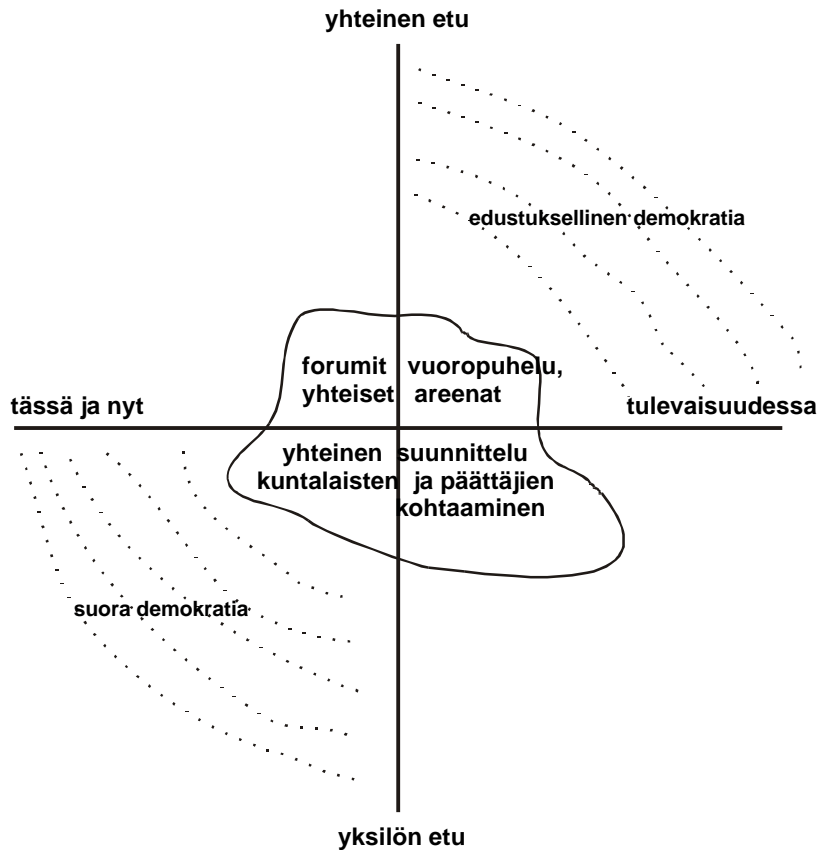 yhteinen etu
edustuksellinen demokratia
forumit vuoropuhelu,
yhteiset areenat
tässä ja nyt
tulevaisuudessa
yhteinen suunnittelu
kuntalaisten ja päättäjien
kohtaaminen
suora demokratia
yksilön etu